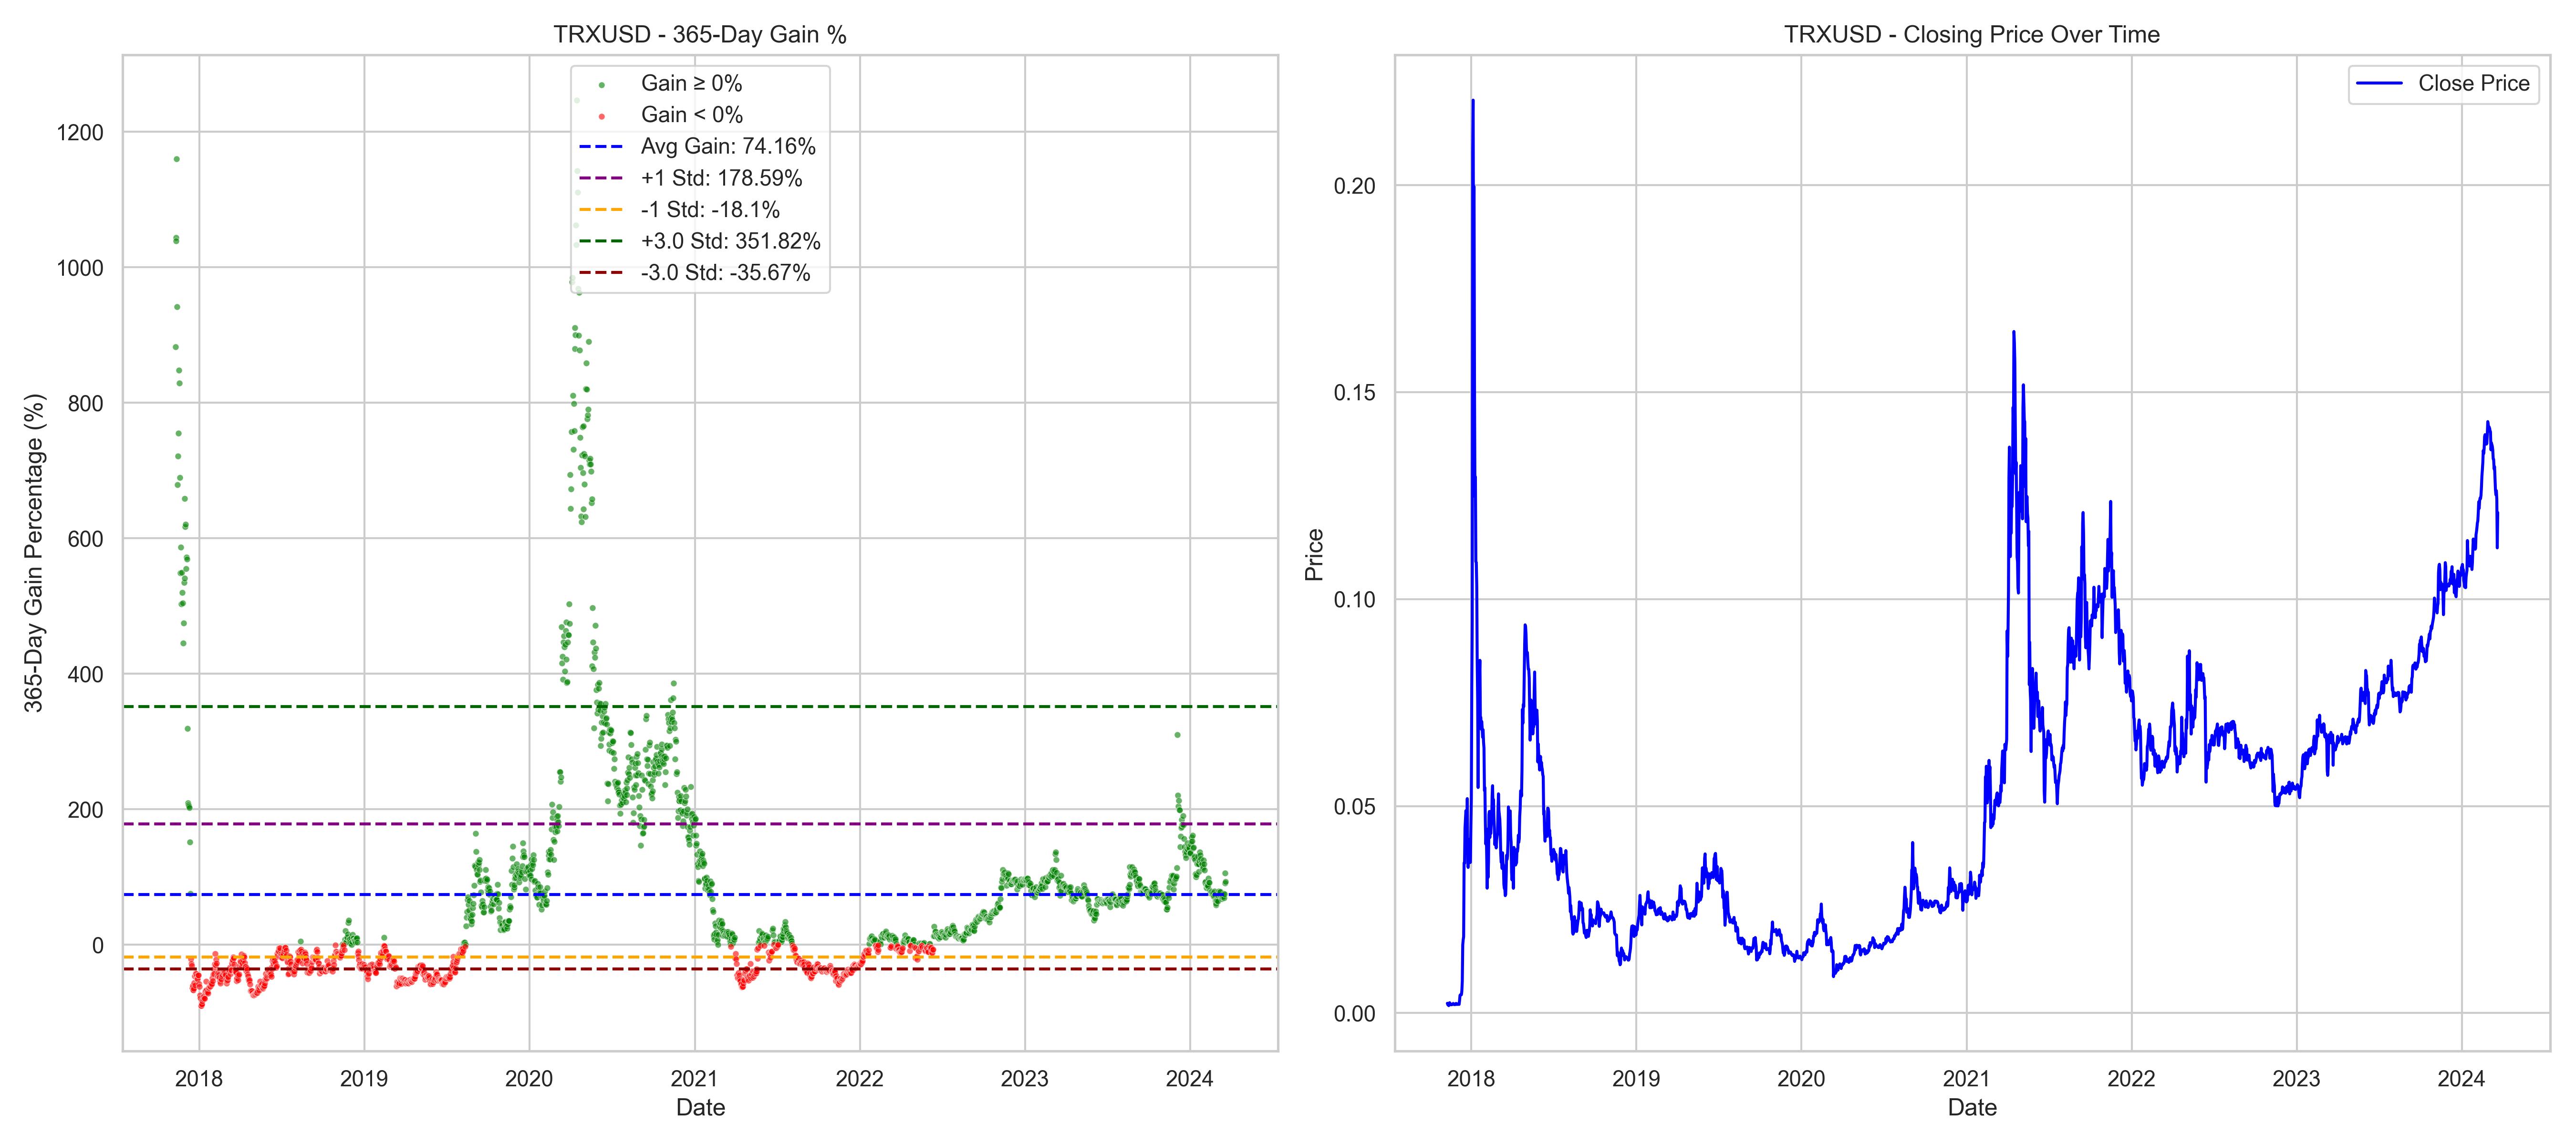 TRXUSD - 365-Day Gain %
Gain ≥ 0%
Gain < 0%
Avg Gain: 74.16%
+1 Std: 178.59%
-1 Std: -18.1%
+3.0 Std: 351.82%
-3.0 Std: -35.67%
365-Day Gain Percentage (%)
1200
1000
800
600
400
200
0
2018 2019 2020 2021 2022 2023 2024
Date
TRXUSD - Closing Price Over Time
Close Price
Price
0.20
0.15
0.10
0.05
0.00
2018 2019 2020 2021 2022 2023 2024
Date